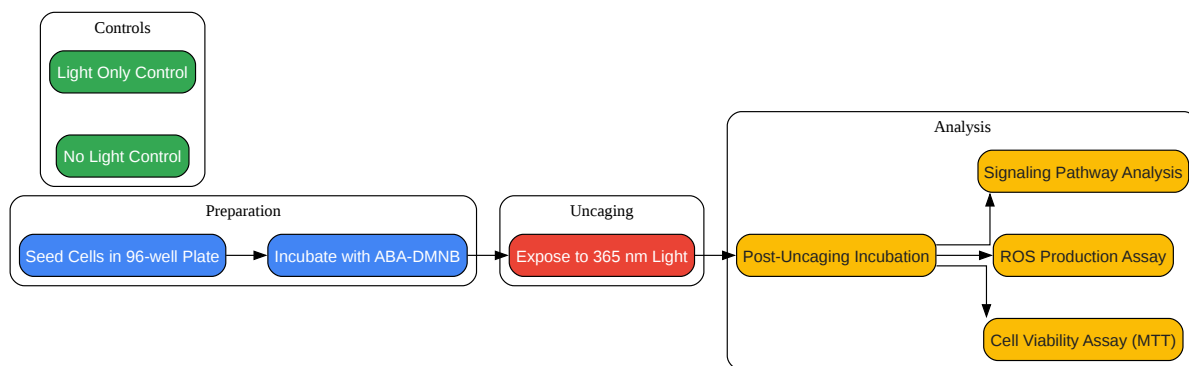 Controls
Light Only Control
No Light Control
Preparation
Seed Cells in 96-well Plate
Incubate with ABA-DMNB
Uncaging
Expose to 365 nm Light
Analysis
Post-Uncaging Incubation
Signaling Pathway Analysis
ROS Production Assay
Cell Viability Assay (MTT)